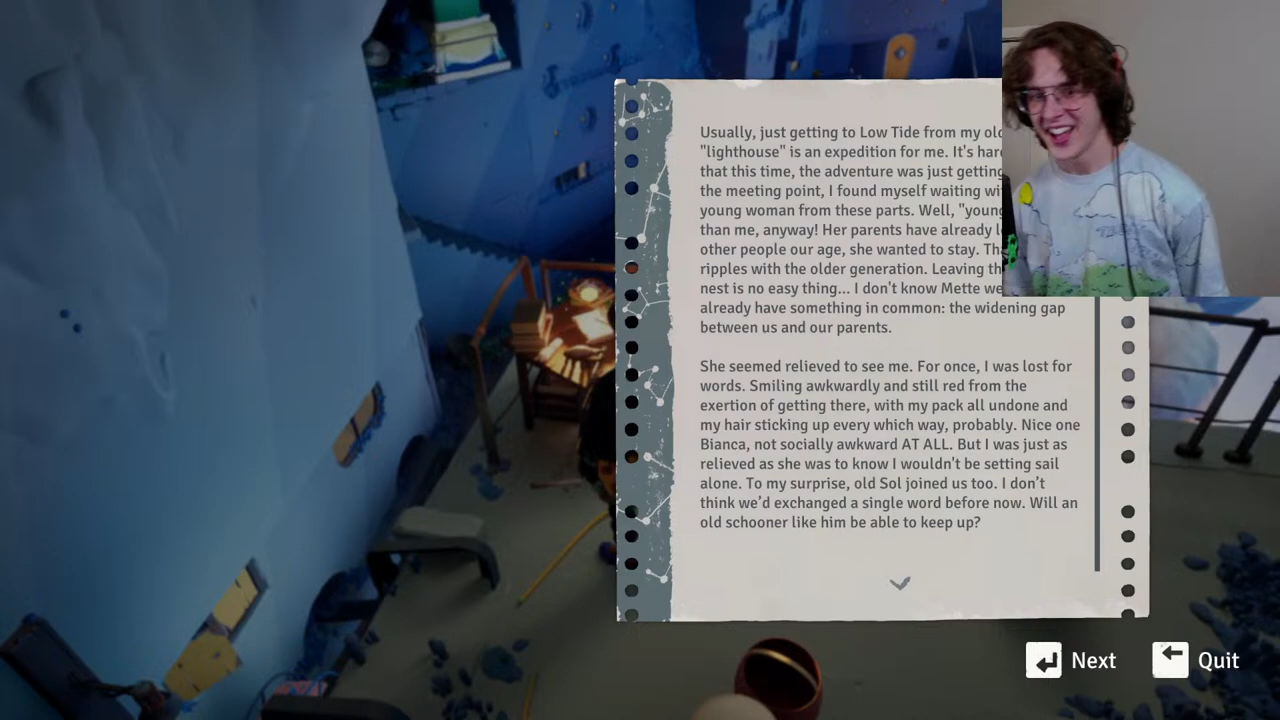 Usually, just getting to Low Tide from my old
"lighthouse" is an expedition for me. It's hard
that this time, the adventure was just getting
the meeting point, I found myself waiting
young woman from these parts. Well, "young
than me, anyway! Her parents have already
other people our age, she wanted to stay.
ripples with the older generation. Leaving
nest is no easy thing... I don't know Mette
already have something in common: the widening gap
between us and our parents.
She seemed relieved to see me. For once, I was lost for
words. Smiling awkwardly and still red from the
exertion of getting there, with my pack all undone and
my hair sticking up every which way, probably. Nice one
Bianca, not socially awkward AT ALL. But I was just as
relieved as she was to know I wouldn't be setting sail
alone. To my surprise, old Sol joined us too. I don't
think we'd exchanged a single word before now. Will an
old schooner like him be able to keep up?
Next
Quit